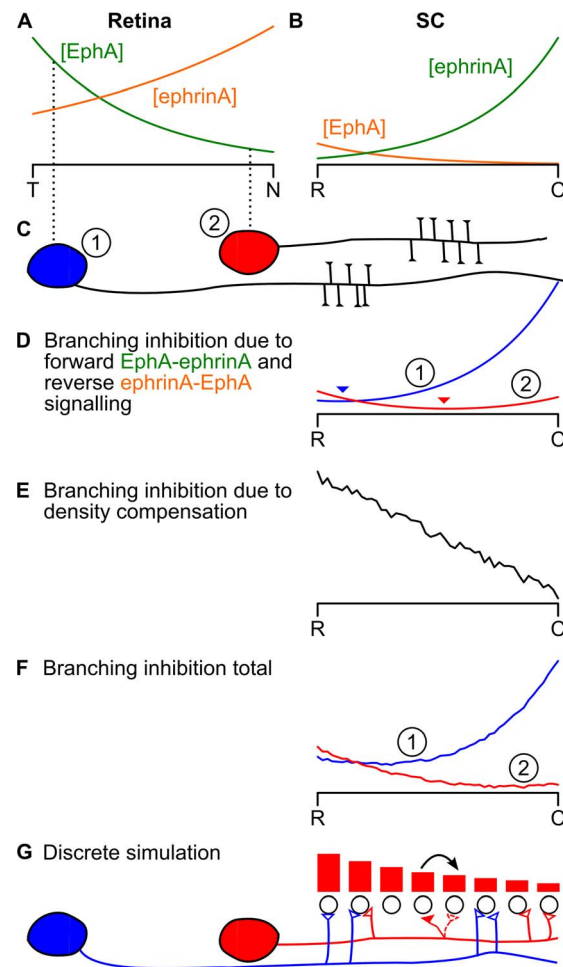 A Retina B SC
[EphA]
[ephrinA]
[ephrinA]
[EphA]
T N R C
C 1 2
D Branching inhibition due to
forward EphA-ephrinA and
reverse ephrinA-EphA
signalling
1
2
R C
E Branching inhibition due to
density compensation
R C
F Branching inhibition total
1
2
R C
G Discrete simulation